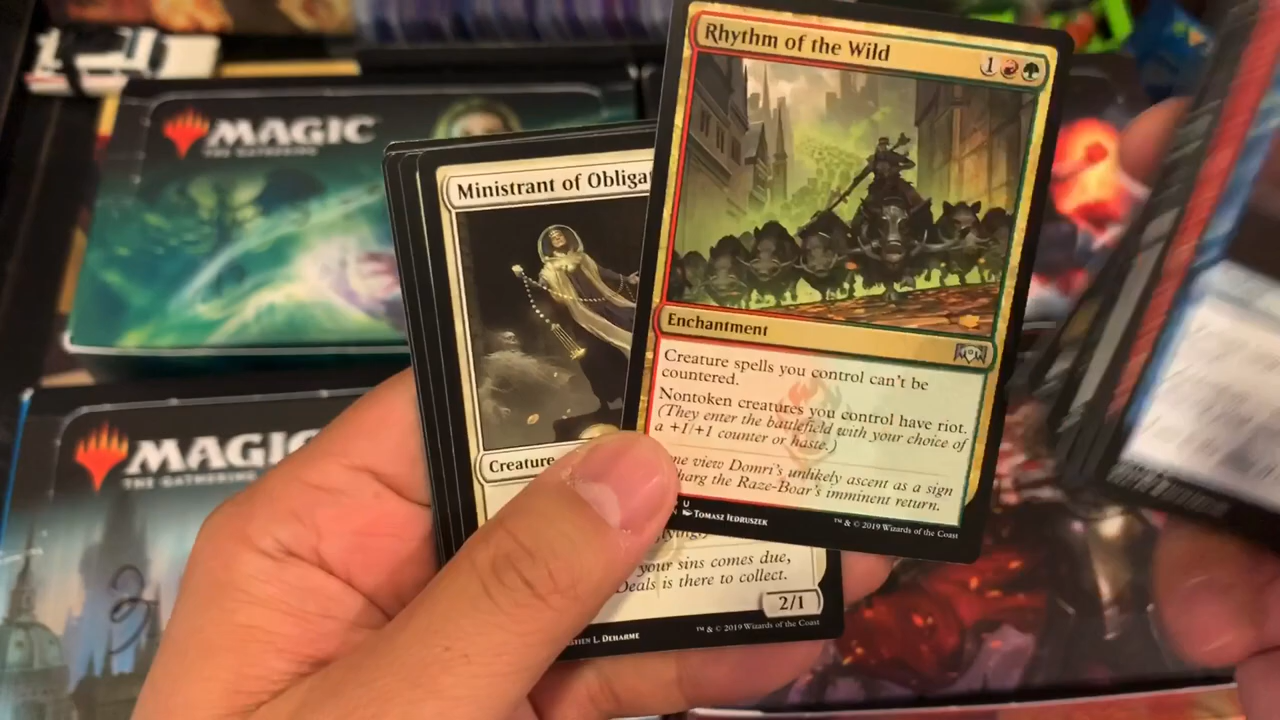 MAGIC
THE GATHERING
MAGIC
THE GATHERING
Ministrant of Obliga
Creature
your sins comes due,
Deals is there to collect.
2/1
L. Deharme
™ & © 2019 Wizards of the Coast
Rhythm of the Wild
1
Enchantment
Creature spells you control can't be
countered.
Nontoken creatures you control have riot.
(They enter the battlefield with your choice of
a +1/+1 counter or haste.)
ne view Domri's unlikely ascent as a sign
harg the Raze-Boar's imminent return.
U
Tomasz Jedruszek
™ & © 2019 Wizards of the Coast